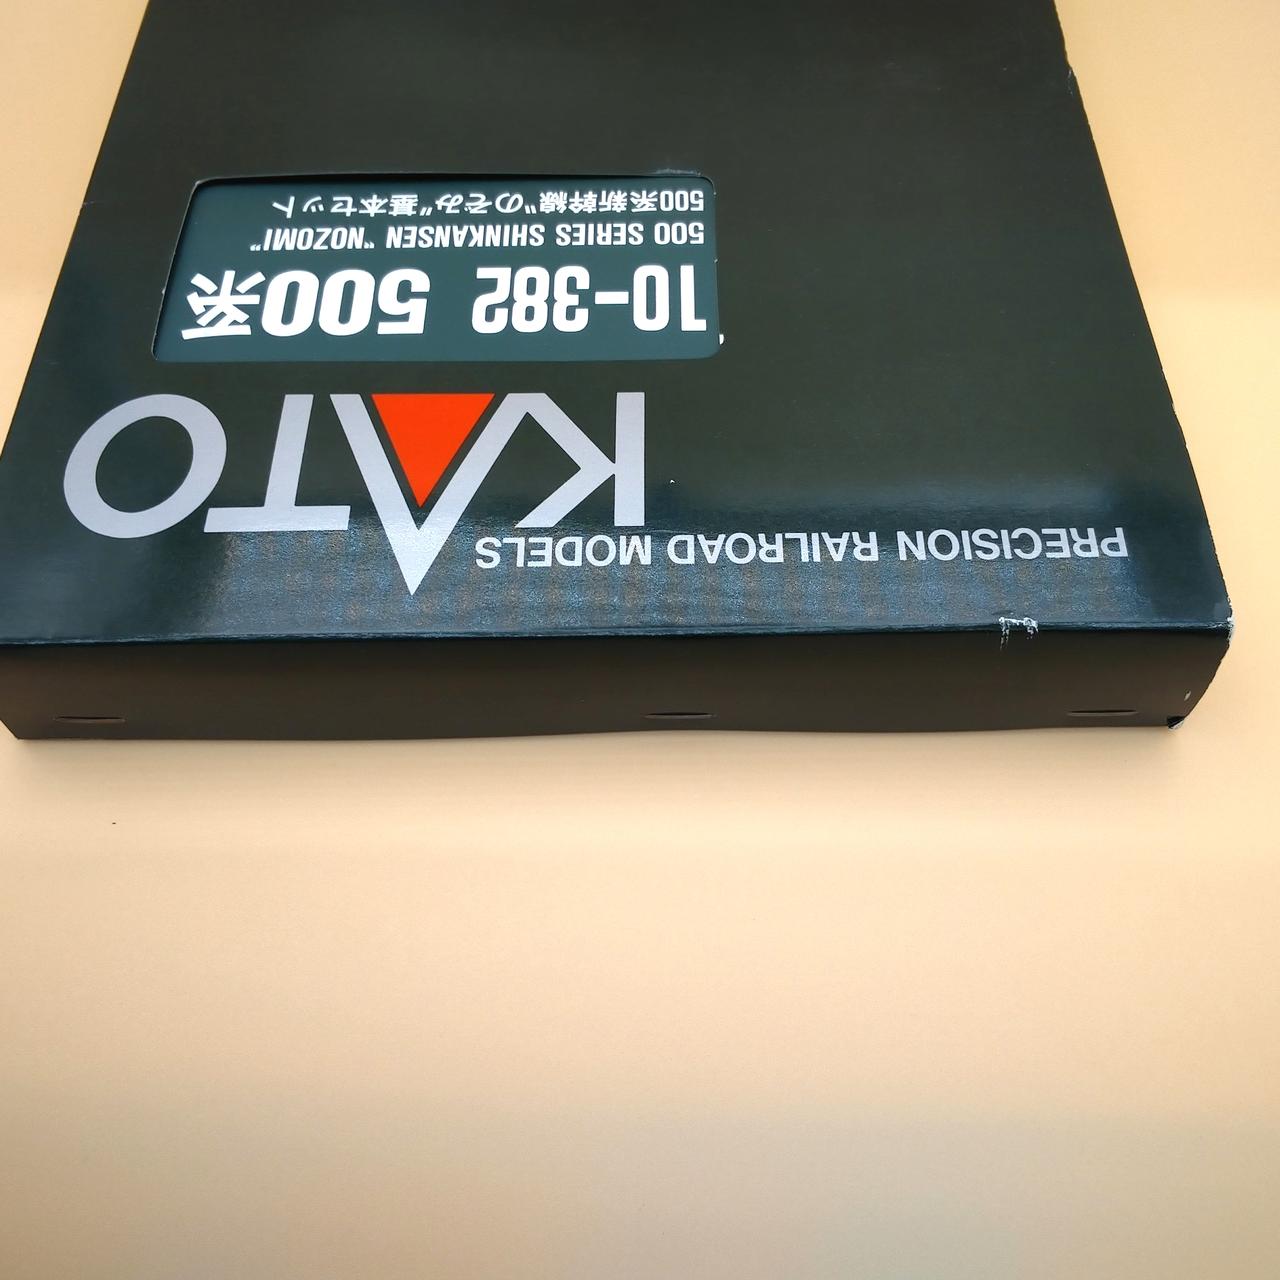 PRECISION RAILROAD MODELS
KATO
10-382 500系
500 SERIES SHINKANSEN "NOZOMI"
500系新幹線"のぞみ"基本セット